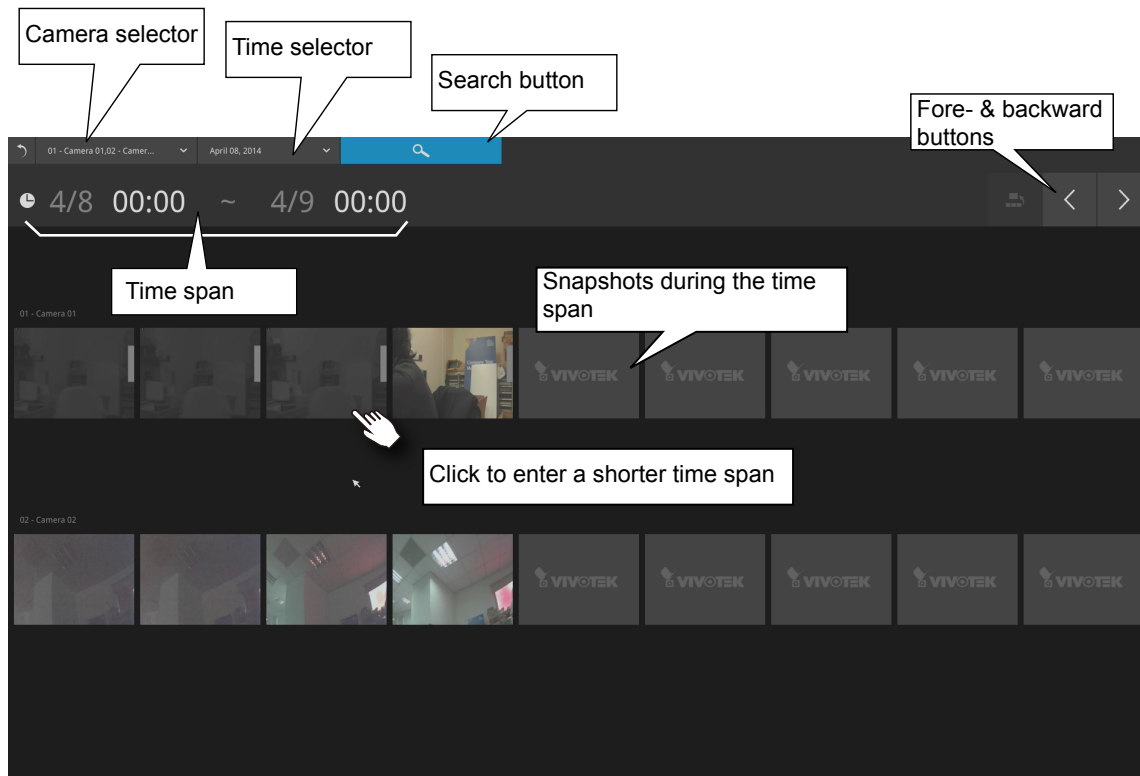 Camera selector
Time selector
Search button
Fore- & backward
buttons
01 - Camera 01,02 - Camer...
April 08, 2014
4/8 00:00 ~ 4/9 00:00
Time span
Snapshots during the time
span
01 - Camera 01
VIVOTEK VIVOTEK VIVOTEK VIVOTEK VIVOTEK
Click to enter a shorter time span
02 - Camera 02
VIVOTEK VIVOTEK VIVOTEK VIVOTEK VIVOTEK